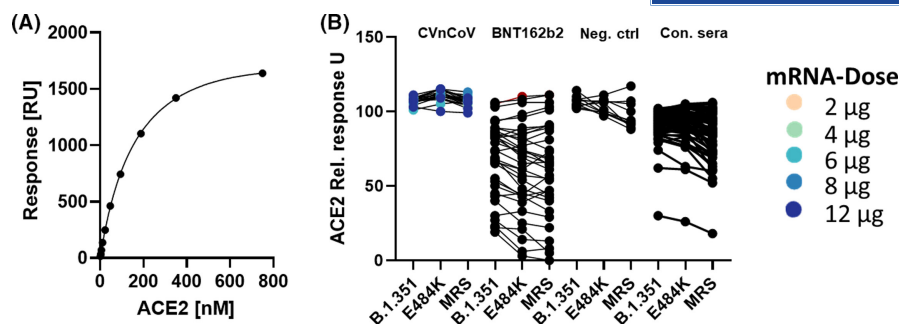 (A)
2000
1500
1000
500
0
Response [RU]
0 200 400 600 800
ACE2 [nM]
(B)
CVnCoV BNT162b2 Neg. ctrl Con. sera
150
100
50
0
ACE2 Rel. response U
B.1.351 E484K MRS B.1.351 E484K MRS B.1.351 E484K MRS B.1.351 E484K MRS
mRNA-Dose
2 µg
4 µg
6 µg
8 µg
12 µg